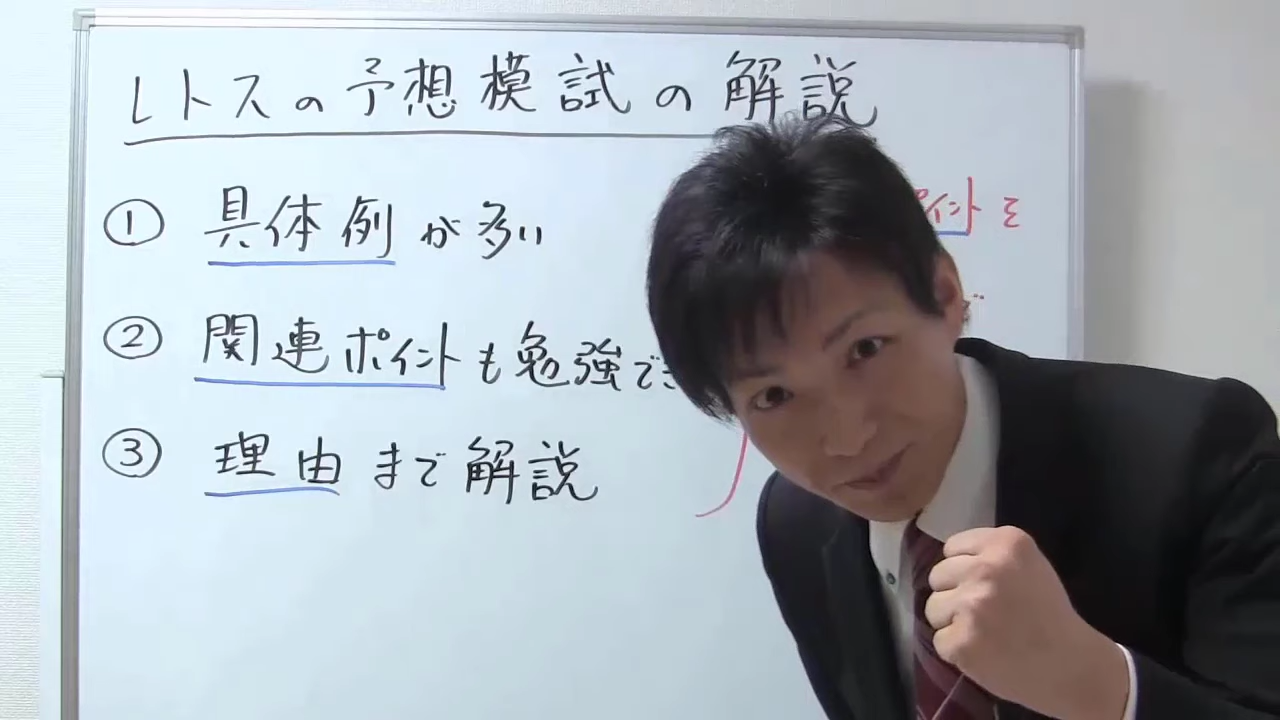 レトスの予想模試の解説
① 具体例が多い
② 関連ポイントも勉強でき
③ 理由まで解説
イントを